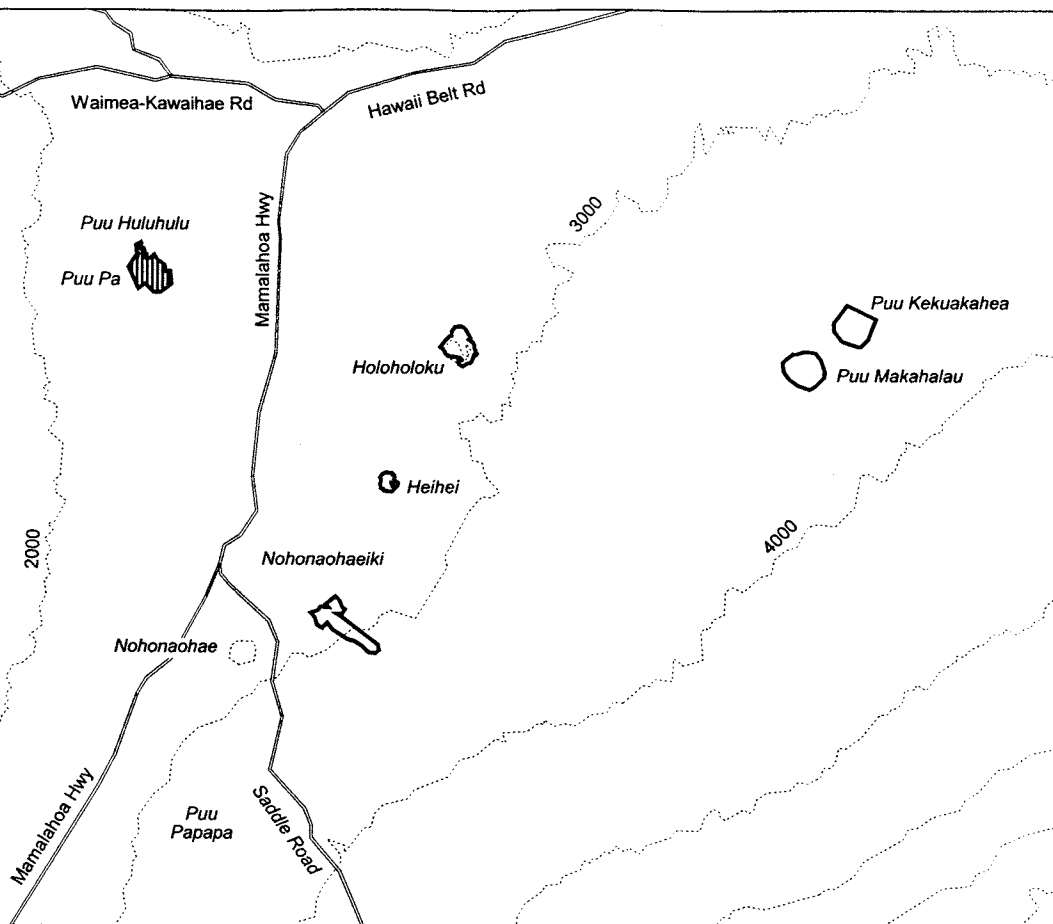 Waimea-Kawaihae Rd
Hawaii Belt Rd
Mamalahoa Hwy
3000
Puu Huluhulu
Puu Pa
Puu Kekuakahea
Holoholoku
Puu Makahalau
Heihei
2000
4000
Nohonaohaeiki
Nohonaohae
Mamalahoa Hwy
Puu
Papapa
Saddle Road